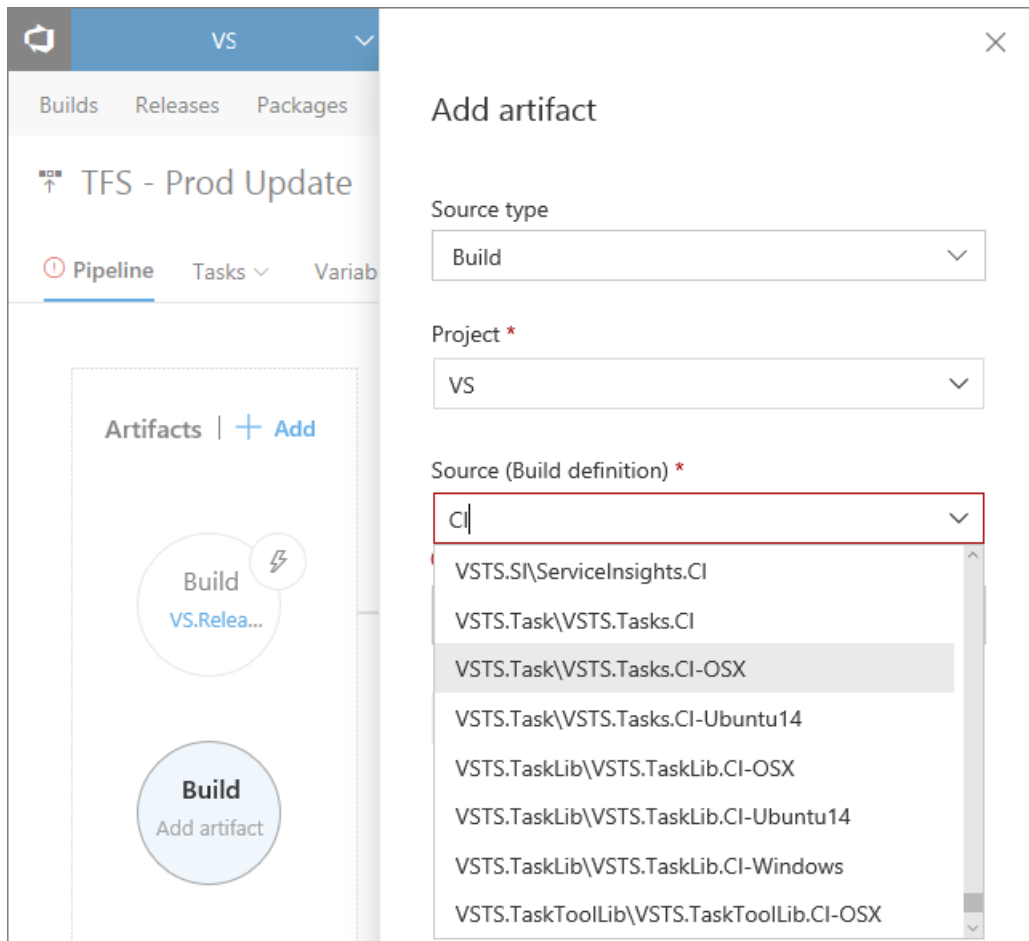 VS
Builds Releases Packages
TFS - Prod Update
Pipeline Tasks Variab
Artifacts | + Add
Build
VS.Relea...
Build
Add artifact
Add artifact
Source type
Build
Project *
VS
Source (Build definition) *
CI
VSTS.SI\ServiceInsights.CI
VSTS.Task\VSTS.Tasks.CI
VSTS.Task\VSTS.Tasks.CI-OSX
VSTS.Task\VSTS.Tasks.CI-Ubuntu14
VSTS.TaskLib\VSTS.TaskLib.CI-OSX
VSTS.TaskLib\VSTS.TaskLib.CI-Ubuntu14
VSTS.TaskLib\VSTS.TaskLib.CI-Windows
VSTS.TaskToolLib\VSTS.TaskToolLib.CI-OSX